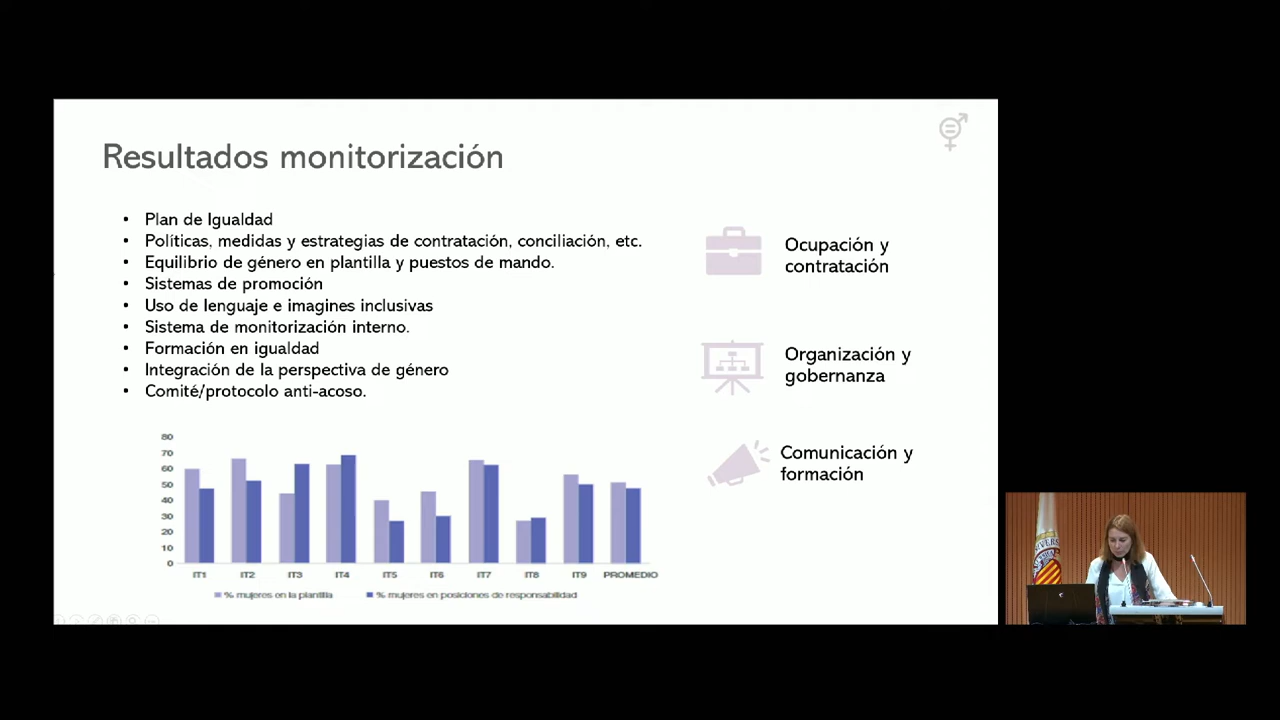 Resultados monitorización
• Plan de Igualdad
• Políticas, medidas y estrategias de contratación, conciliación, etc.
• Equilibrio de género en plantilla y puestos de mando.
• Sistemas de promoción
• Uso de lenguaje e imagines inclusivas
• Sistema de monitorización interno.
• Formación en igualdad
• Integración de la perspectiva de género
• Comité/protocolo anti-acoso.
Ocupación y
contratación
Organización y
gobernanza
Comunicación y
formación
80
70
60
50
40
30
20
10
0
IT1 IT2 IT3 IT4 IT5 IT6 IT7 IT8 IT9 PROMEDIO
% mujeres en la plantilla % mujeres en posiciones de responsabilidad